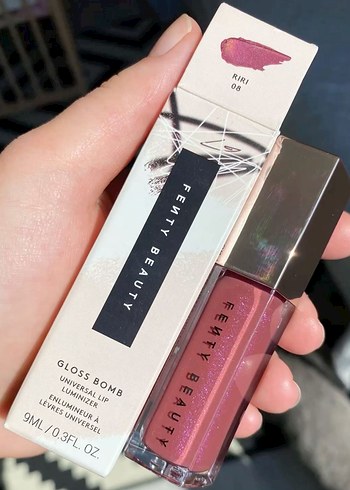 RIRI
08
FENTY BEAUTY
GLOSS BOMB
UNIVERSAL LIP
LUMINIZER
ENLUMINEUR À
LÈVRES UNIVERSEL
9ML / 0.3FL. OZ.
FENTY BEAUTY